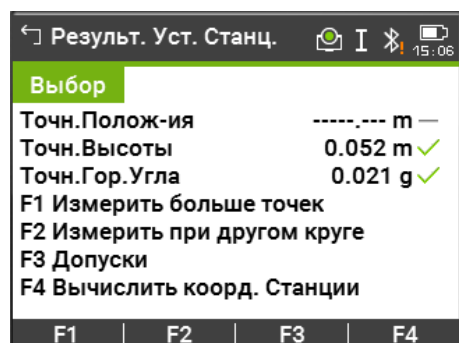 Результ. Уст. Станц. I 15:06
Выбор
Точн.Полож-ия -----.--- m —
Точн.Высоты 0.052 m ✓
Точн.Гор.Угла 0.021 g ✓
F1 Измерить больше точек
F2 Измерить при другом круге
F3 Допуски
F4 Вычислить коорд. Станции
F1 | F2 | F3 | F4